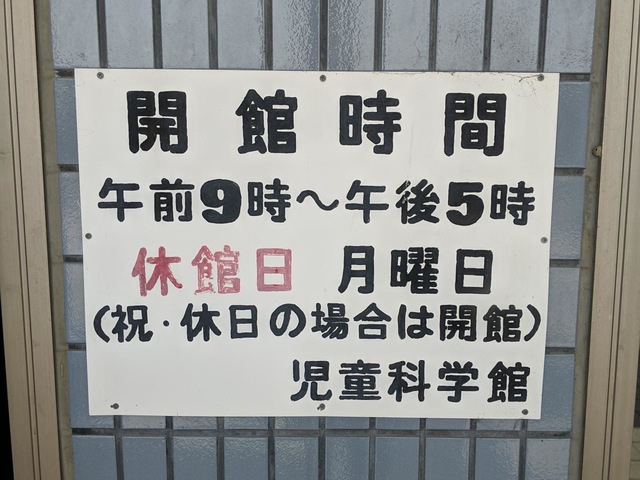 開館時間
午前9時～午後5時
休館日 月曜日
(祝・休日の場合は開館)
児童科学館